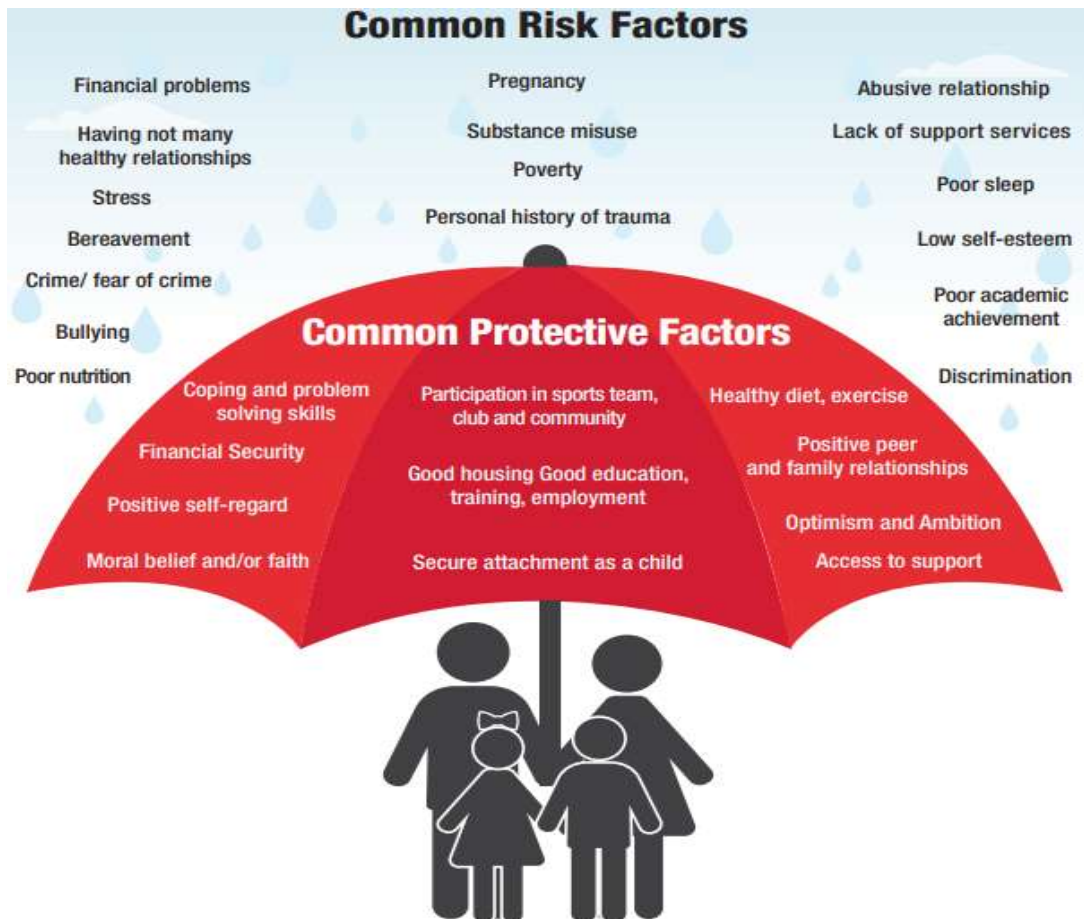 Common Risk Factors
Financial problems
Having not many
healthy relationships
Stress
Bereavement
Crime/ fear of crime
Bullying
Poor nutrition
Pregnancy
Substance misuse
Poverty
Personal history of trauma
Abusive relationship
Lack of support services
Poor sleep
Low self-esteem
Poor academic
achievement
Discrimination
Common Protective Factors
Coping and problem
solving skills
Financial Security
Positive self-regard
Moral belief and/or faith
Participation in sports team,
club and community
Good housing Good education,
training, employment
Secure attachment as a child
Healthy diet, exercise
Positive peer
and family relationships
Optimism and Ambition
Access to support